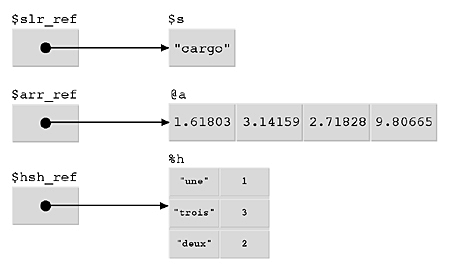 $slr_ref $s
"cargo"
$arr_ref @a
1.61803 3.14159 2.71828 9.80665
%h
$hsh_ref "une" 1
"trois" 3
"deux" 2